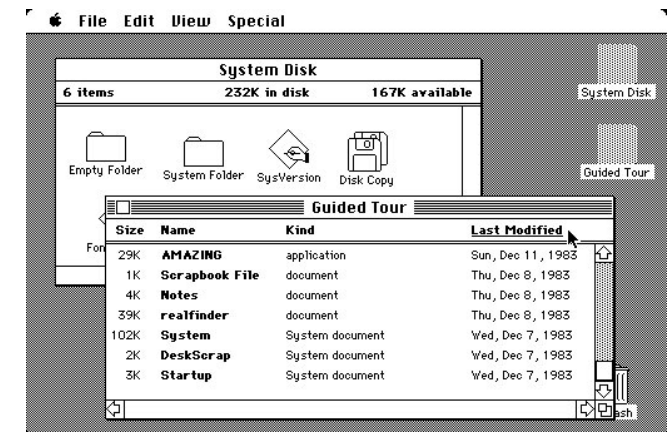 File Edit View Special
System Disk
6 items 232K in disk 167K available
Empty Folder
System Folder
SysVersion
Disk Copy
Fon
System Disk
Guided Tour
Guided Tour
Size Name Kind Last Modified
29K AMAZING application Sun, Dec 11, 1983
1K Scrapbook File document Thu, Dec 8, 1983
4K Notes document Thu, Dec 8, 1983
39K realfinder document Thu, Dec 8, 1983
102K System System document Wed, Dec 7, 1983
2K DeskScrap System document Wed, Dec 7, 1983
3K Startup System document Wed, Dec 7, 1983
ash